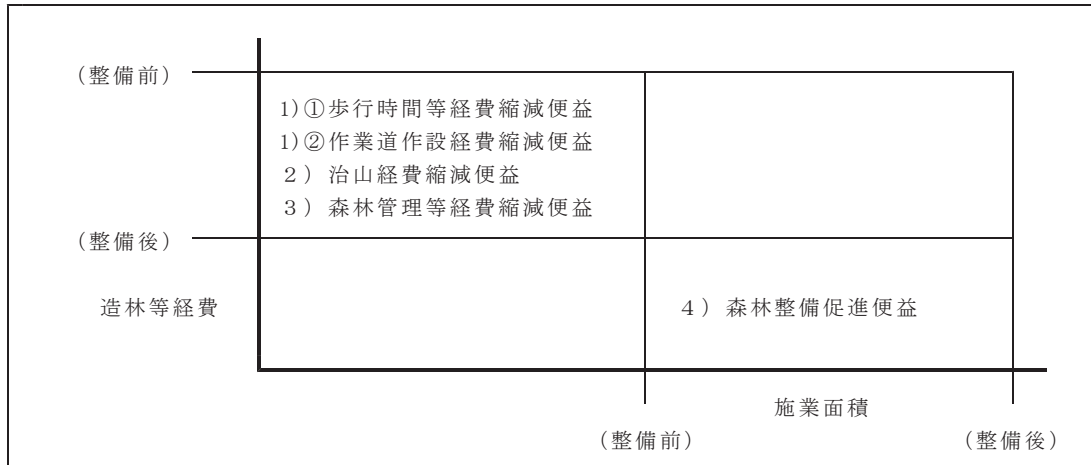 (整備前)
1)①歩行時間等経費縮減便益
1)②作業道作設経費縮減便益
2) 治山経費縮減便益
3) 森林管理等経費縮減便益
(整備後)
造林等経費
4) 森林整備促進便益
施業面積
(整備前)
(整備後)